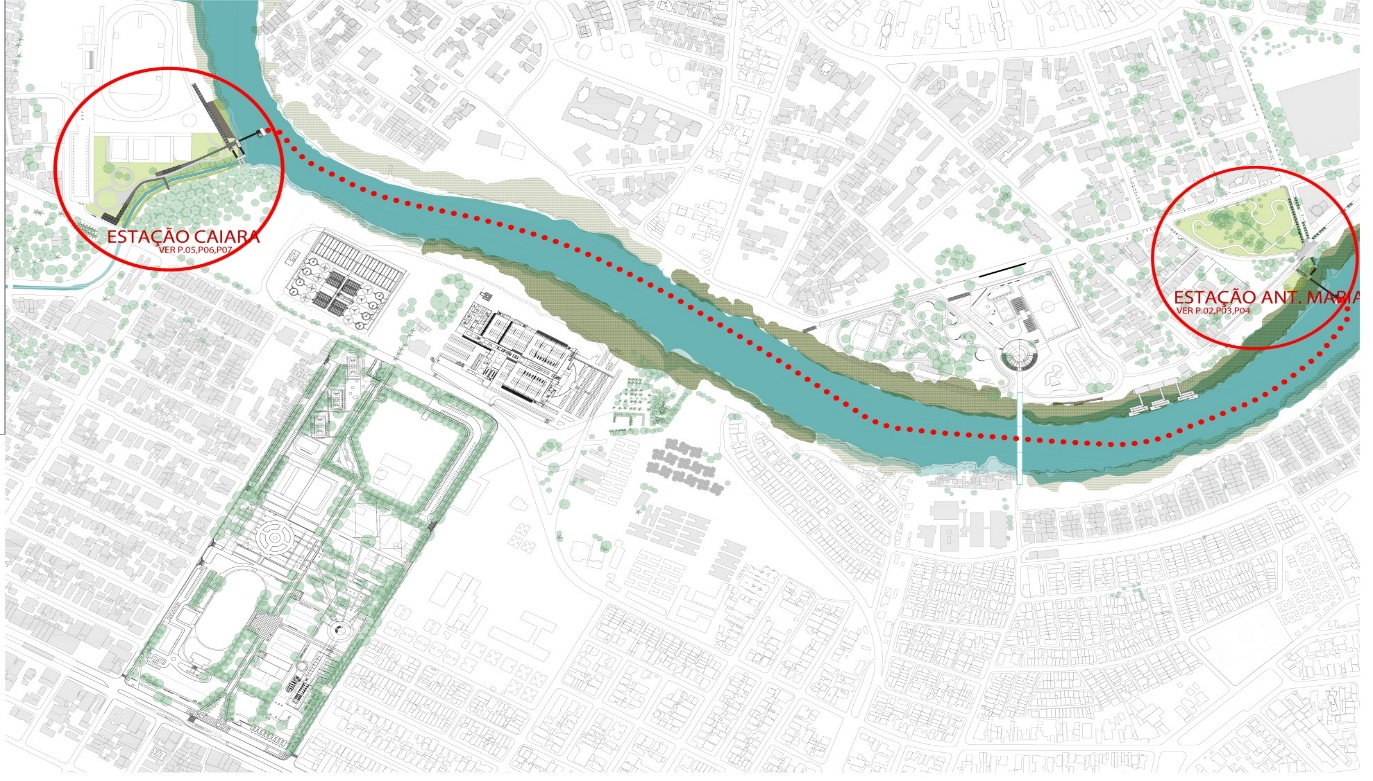 ESTAÇÃO CAIARA
VER P.05,P06,P07
ESTAÇÃO ANT. MARIA
VER P.02,P03,P04